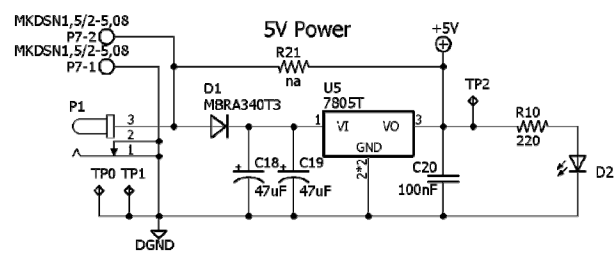 MKDSN1,5/2-5,08
P7-2
MKDSN1,5/2-5,08
P7-1
5V Power
+5V
R21
na
TP2
D1
MBRA340T3
U5
7805T
P1
3
2
1
1
VI
VO
3
GND
2*2
R10
220
C18
47uF
C19
47uF
C20
100nF
D2
TP0
TP1
DGND